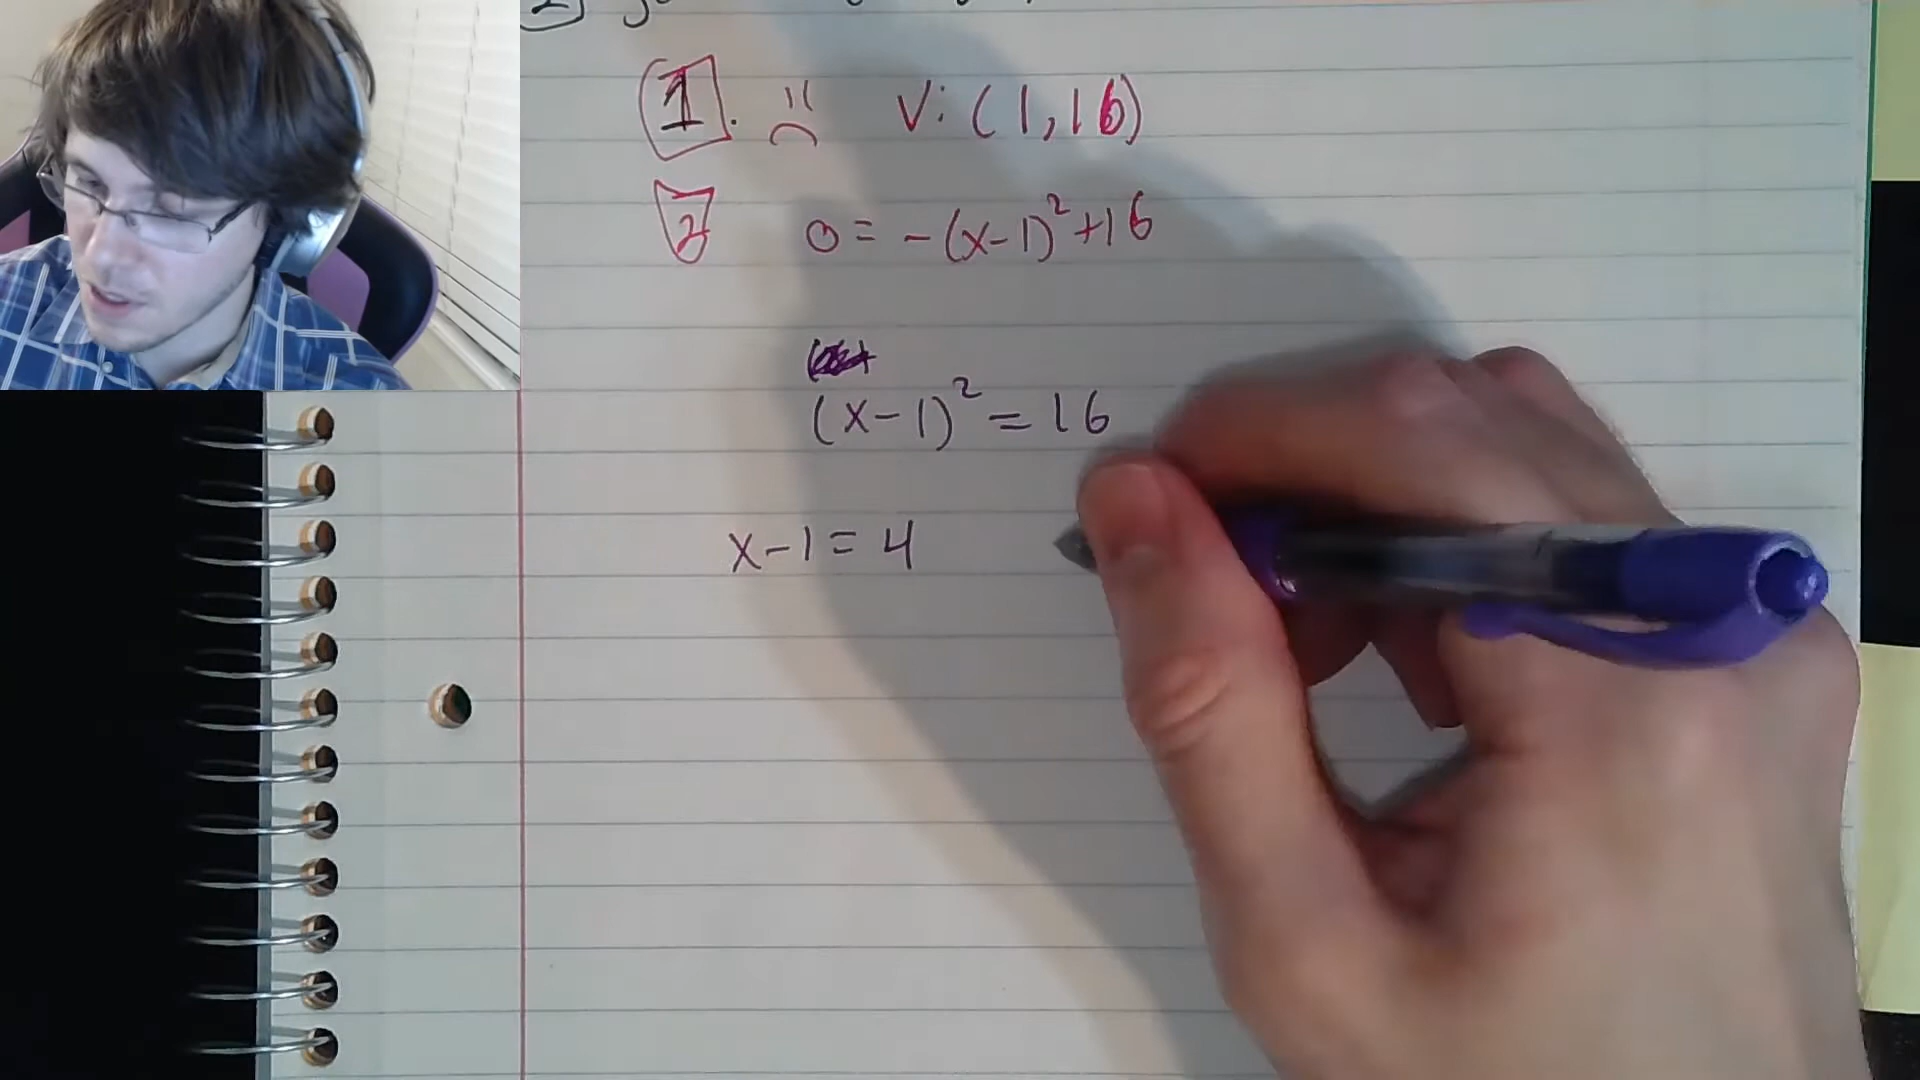 1. V: (1,16)
2 0 = -(x-1)²+16
(x-1)² = 16
x-1 = 4